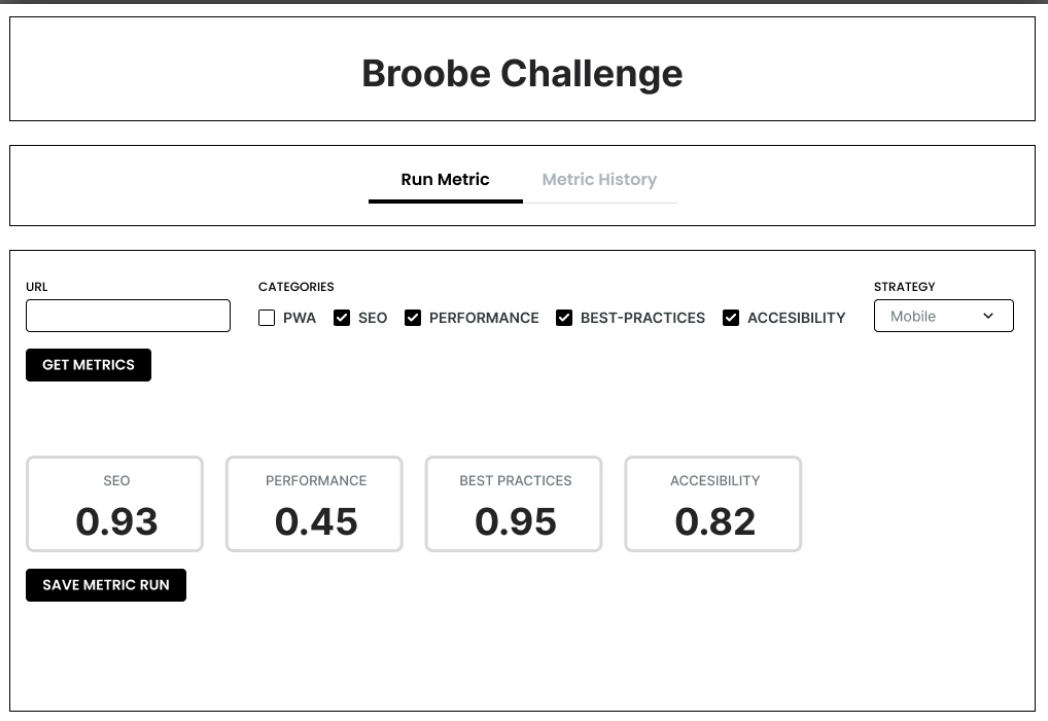 Broobe Challenge
Run Metric Metric History
URL CATEGORIES STRATEGY
PWA SEO PERFORMANCE BEST-PRACTICES ACCESIBILITY Mobile
GET METRICS
SEO PERFORMANCE BEST PRACTICES ACCESIBILITY
0.93 0.45 0.95 0.82
SAVE METRIC RUN